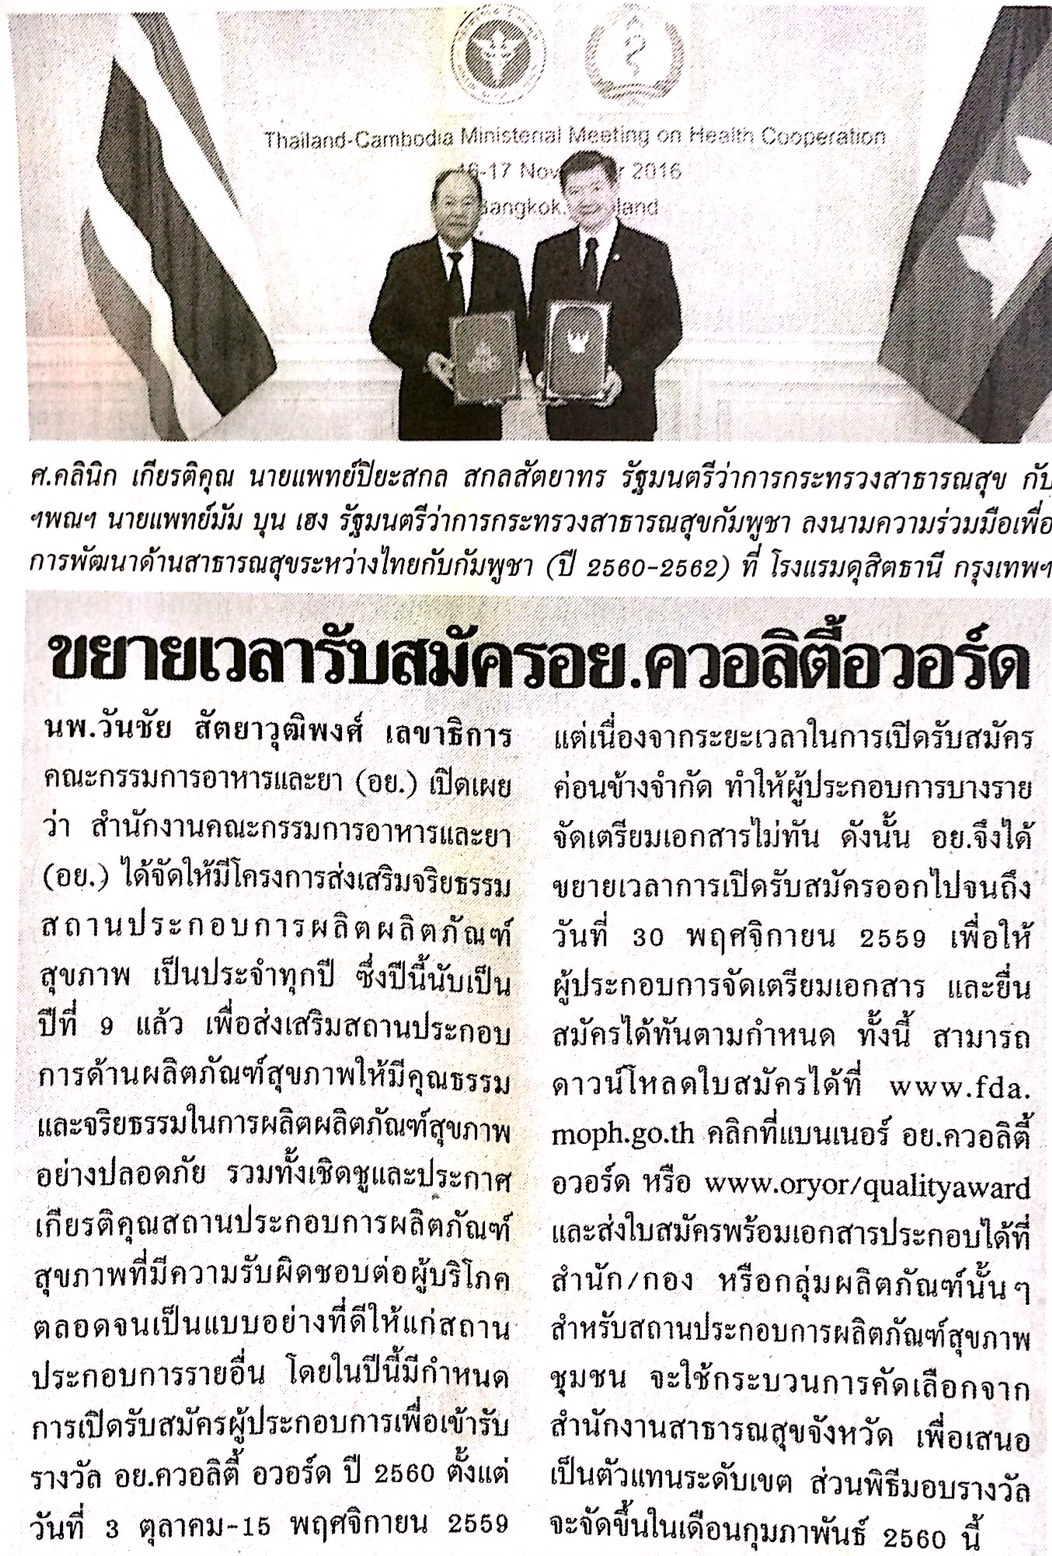 Thailand-Cambodia Ministerial Meeting on Health Cooperation
16-17 Nov r 2016
Bangkok, land
ศ.คลินิก เกียรติคุณ นายแพทย์ปิยะสกล สกลสัตยาทร รัฐมนตรีว่าการกระทรวงสาธารณสุข กับ
ฯพณฯ นายแพทย์มัม บุน เฮง รัฐมนตรีว่าการกระทรวงสาธารณสุขกัมพูชา ลงนามความร่วมมือเพื่อ
การพัฒนาด้านสาธารณสุขระหว่างไทยกับกัมพูชา (ปี 2560-2562) ที่ โรงแรมดุสิตธานี กรุงเทพฯ
ขยายเวลารับสมัครอย.ควอลิตี้อวอร์ด
นพ.วันชัย สัตยาวุฒิพงศ์ เลขาธิการ
คณะกรรมการอาหารและยา (อย.) เปิดเผย
ว่า สำนักงานคณะกรรมการอาหารและยา
(อย.) ได้จัดให้มีโครงการส่งเสริมจริยธรรม
สถานประกอบการผลิตผลิตภัณฑ์
สุขภาพ เป็นประจำทุกปี ซึ่งปีนี้นับเป็น
ปีที่ 9 แล้ว เพื่อส่งเสริมสถานประกอบ
การด้านผลิตภัณฑ์สุขภาพให้มีคุณธรรม
และจริยธรรมในการผลิตผลิตภัณฑ์สุขภาพ
อย่างปลอดภัย รวมทั้งเชิดชูและประกาศ
เกียรติคุณสถานประกอบการผลิตภัณฑ์
สุขภาพที่มีความรับผิดชอบต่อผู้บริโภค
ตลอดจนเป็นแบบอย่างที่ดีให้แก่สถาน
ประกอบการรายอื่น โดยในปีนี้มีกำหนด
การเปิดรับสมัครผู้ประกอบการเพื่อเข้ารับ
รางวัล อย.ควอลิตี้ อวอร์ด ปี 2560 ตั้งแต่
วันที่ 3 ตุลาคม-15 พฤศจิกายน 2559
แต่เนื่องจากระยะเวลาในการเปิดรับสมัคร
ค่อนข้างจำกัด ทำให้ผู้ประกอบการบางราย
จัดเตรียมเอกสารไม่ทัน ดังนั้น อย.จึงได้
ขยายเวลาการเปิดรับสมัครออกไปจนถึง
วันที่ 30 พฤศจิกายน 2559 เพื่อให้
ผู้ประกอบการจัดเตรียมเอกสาร และยื่น
สมัครได้ทันตามกำหนด ทั้งนี้ สามารถ
ดาวน์โหลดใบสมัครได้ที่ www.fda.
moph.go.th คลิกที่แบนเนอร์ อย.ควอลิตี้
อวอร์ด หรือ www.oryor/qualityaward
และส่งใบสมัครพร้อมเอกสารประกอบได้ที่
สำนัก/กอง หรือกลุ่มผลิตภัณฑ์นั้นๆ
สำหรับสถานประกอบการผลิตภัณฑ์สุขภาพ
ชุมชน จะใช้กระบวนการคัดเลือกจาก
สำนักงานสาธารณสุขจังหวัด เพื่อเสนอ
เป็นตัวแทนระดับเขต ส่วนพิธีมอบรางวัล
จะจัดขึ้นในเดือนกุมภาพันธ์ 2560 นี้